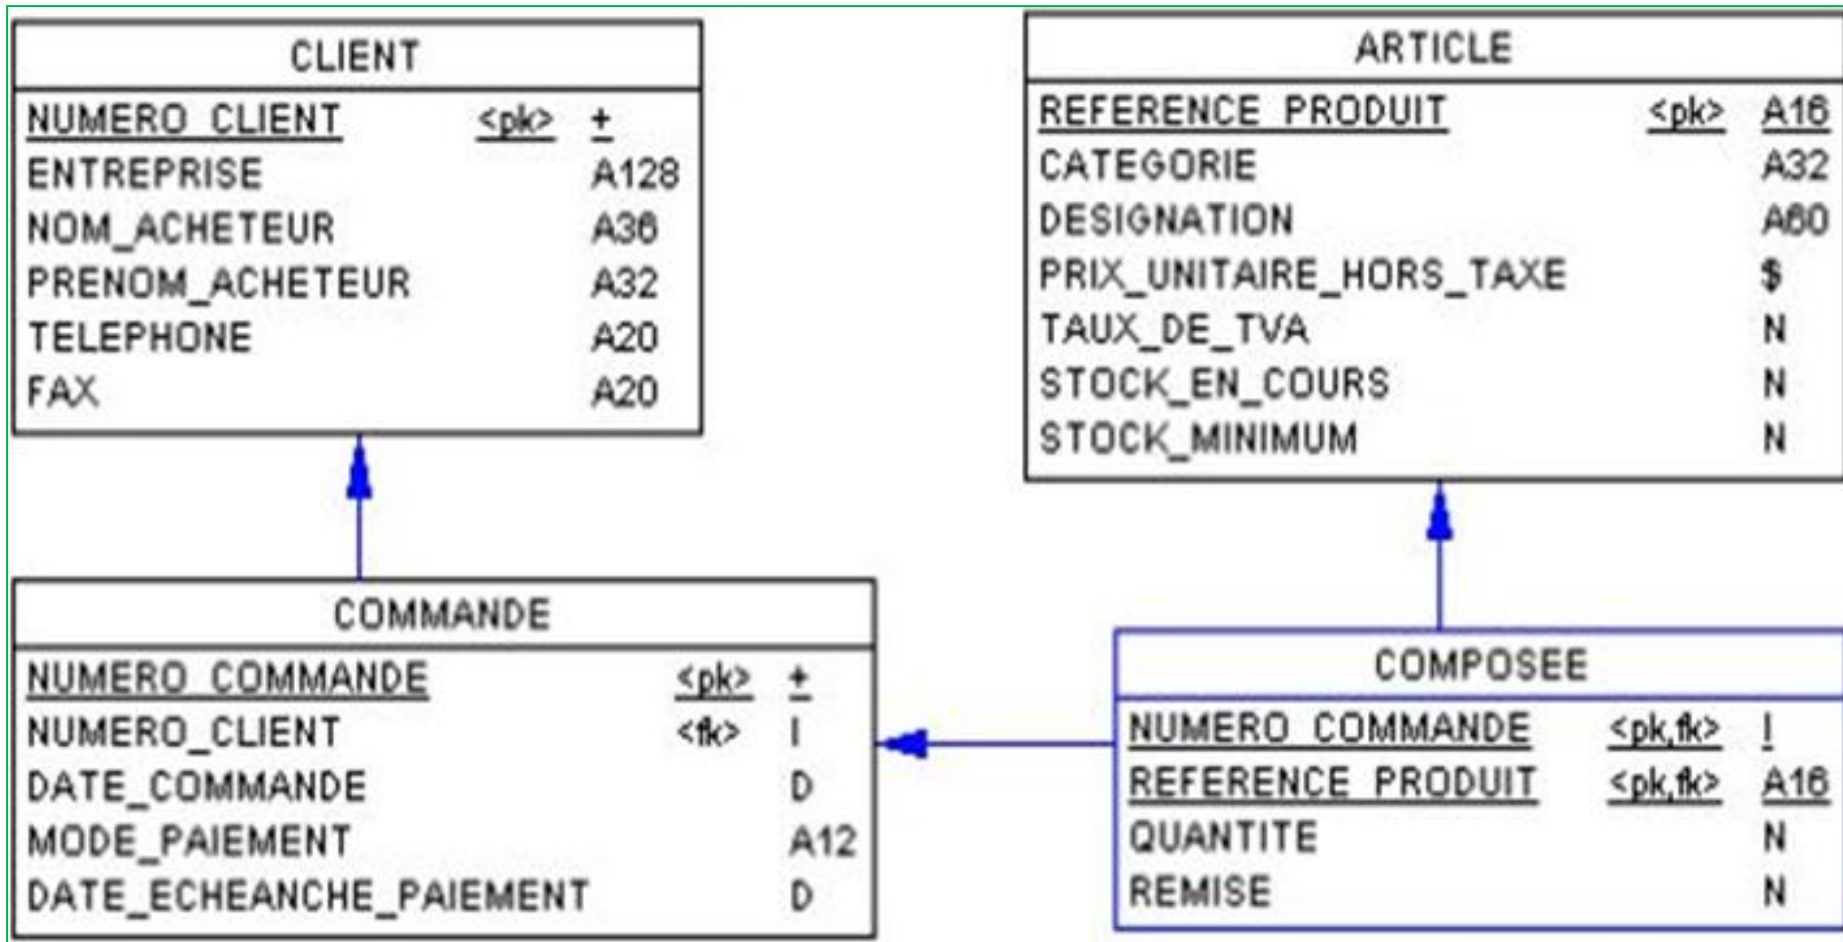 CLIENT
NUMERO_CLIENT <pk> +
ENTREPRISE A128
NOM_ACHETEUR A36
PRENOM_ACHETEUR A32
TELEPHONE A20
FAX A20
ARTICLE
REFERENCE_PRODUIT <pk> A16
CATEGORIE A32
DESIGNATION A60
PRIX_UNITAIRE_HORS_TAXE $
TAUX_DE_TVA N
STOCK_EN_COURS N
STOCK_MINIMUM N
COMMANDE
NUMERO_COMMANDE <pk> +
NUMERO_CLIENT <fk> I
DATE_COMMANDE D
MODE_PAIEMENT A12
DATE_ECHEANCHE_PAIEMENT D
COMPOSEE
NUMERO_COMMANDE <pk,fk> I
REFERENCE_PRODUIT <pk,fk> A16
QUANTITE N
REMISE N